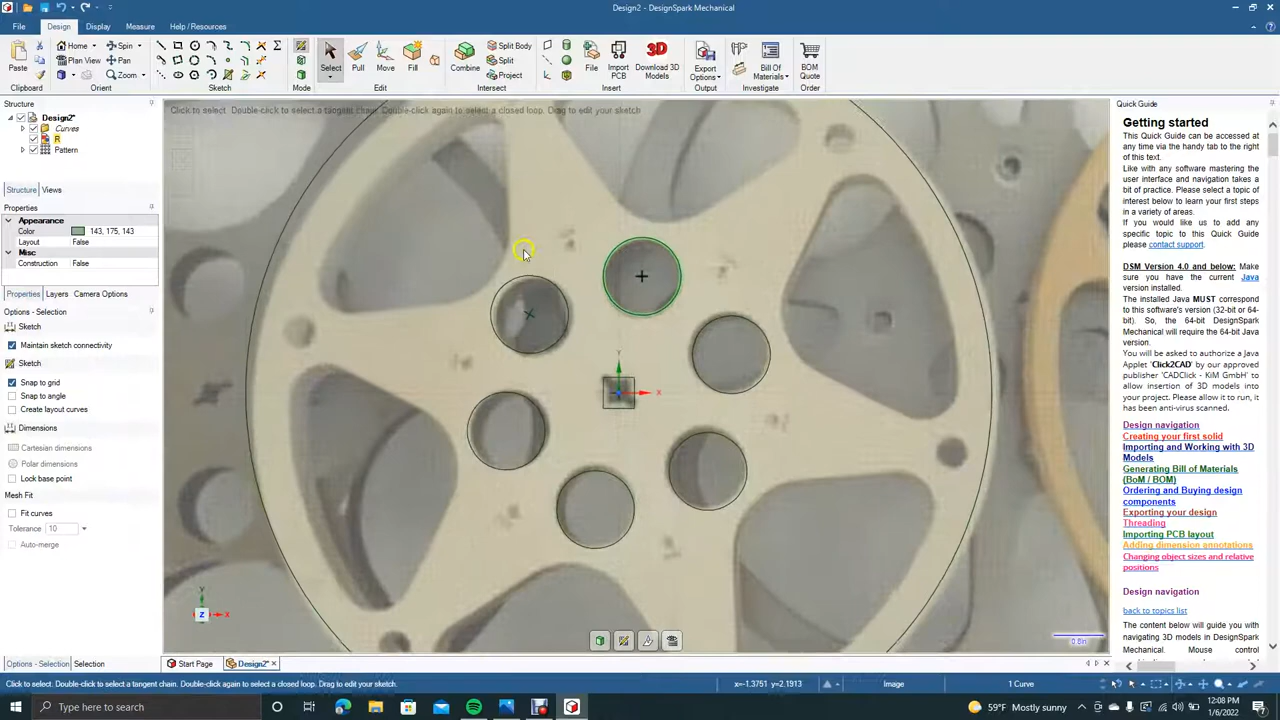 Design2 - DesignSpark Mechanical
File
Design
Display
Measure
Help / Resources
Paste
Home
Spin
Plan View
Pan
Zoom
Select
Pull
Move
Fill
Combine
Split Body
Split
Project
File
Import PCB
Download 3D Models
Export Options
Bill Of Materials
BOM Quote
Clipboard
Orient
Sketch
Mode
Edit
Intersect
Insert
Output
Investigate
Order
Structure
Design2*
Curves
R
Pattern
Structure
Views
Properties
Appearance
Color 143, 175, 143
Layout False
Misc
Construction False
Properties
Layers
Camera Options
Options - Selection
Sketch
Maintain sketch connectivity
Sketch
Snap to grid
Snap to angle
Create layout curves
Dimensions
Cartesian dimensions
Polar dimensions
Lock base point
Mesh Fit
Fit curves
Tolerance 10
Auto-merge
Options - Selection
Selection
Click to select. Double-click to select a tangent chain. Double-click again to select a closed loop. Drag to edit your sketch
Y
X
Y
Z
X
Start Page
Design2*
Quick Guide
Getting started
This Quick Guide can be accessed at
any time via the handy tab to the right
of this text.
Like with any software mastering the
user interface and navigation takes a
bit of practice. Please select a topic of
interest below to learn your first steps
in a variety of areas.
If you would like us to add any
specific topic to this Quick Guide
please contact support.
DSM Version 4.0 and below: Make
sure you have the current Java
version installed.
The installed Java MUST correspond
to this software's version (32-bit or 64-
bit). So, the 64-bit DesignSpark
Mechanical will require the 64-bit Java
version.
You will be asked to authorize a Java
Applet 'Click2CAD' by our approved
publisher 'CADClick - KiM GmbH' to
allow insertion of 3D models into
your project. Please allow it to run, it
has been anti-virus scanned.
Design navigation
Creating your first solid
Importing and Working with 3D
Models
Generating Bill of Materials
(BoM / BOM)
Ordering and Buying design
components
Exporting your design
Threading
Importing PCB layout
Adding dimension annotations
Changing object sizes and relative
positions
Design navigation
back to topics list
The content below will guide you with
navigating 3D models in DesignSpark
Mechanical. Mouse control
Click to select. Double-click to select a tangent chain. Double-click again to select a closed loop. Drag to edit your sketch.
x=-1.3751 y=2.1913
Image
1 Curve
Type here to search
59°F Mostly sunny
12:08 PM
1/6/2022